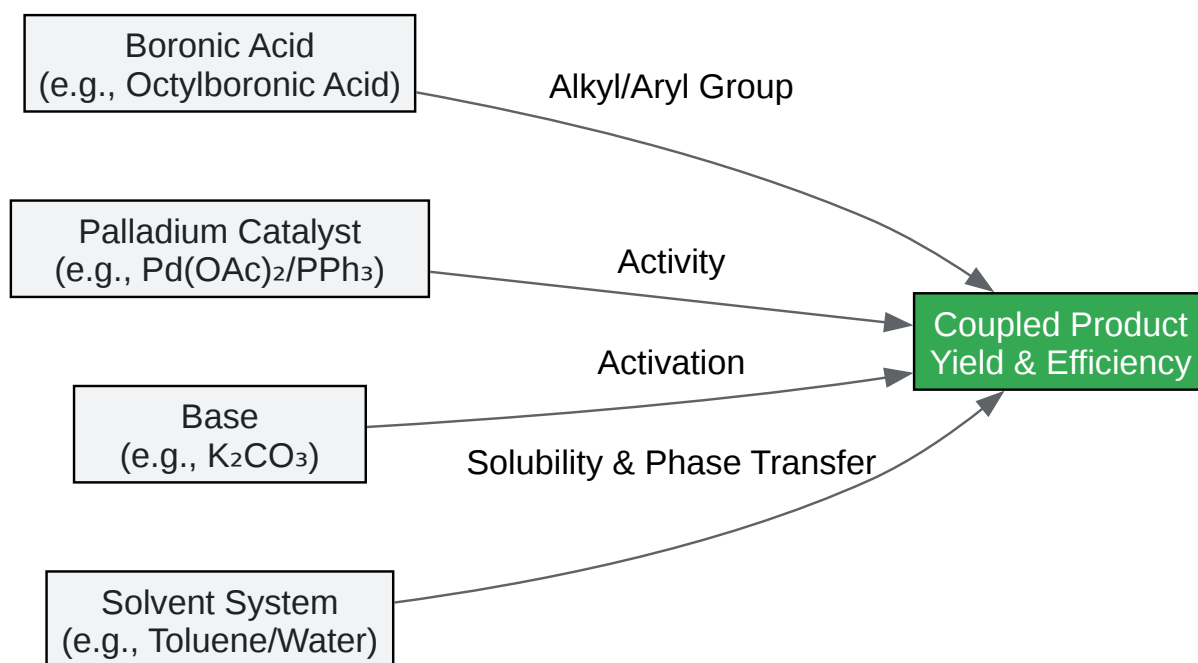 Boronic Acid
(e.g., Octylboronic Acid)
Alkyl/Aryl Group
Palladium Catalyst
(e.g., Pd(OAc)₂/PPh₃)
Activity
Coupled Product
Yield & Efficiency
Activation
Base
(e.g., K₂CO₃)
Solubility & Phase Transfer
Solvent System
(e.g., Toluene/Water)